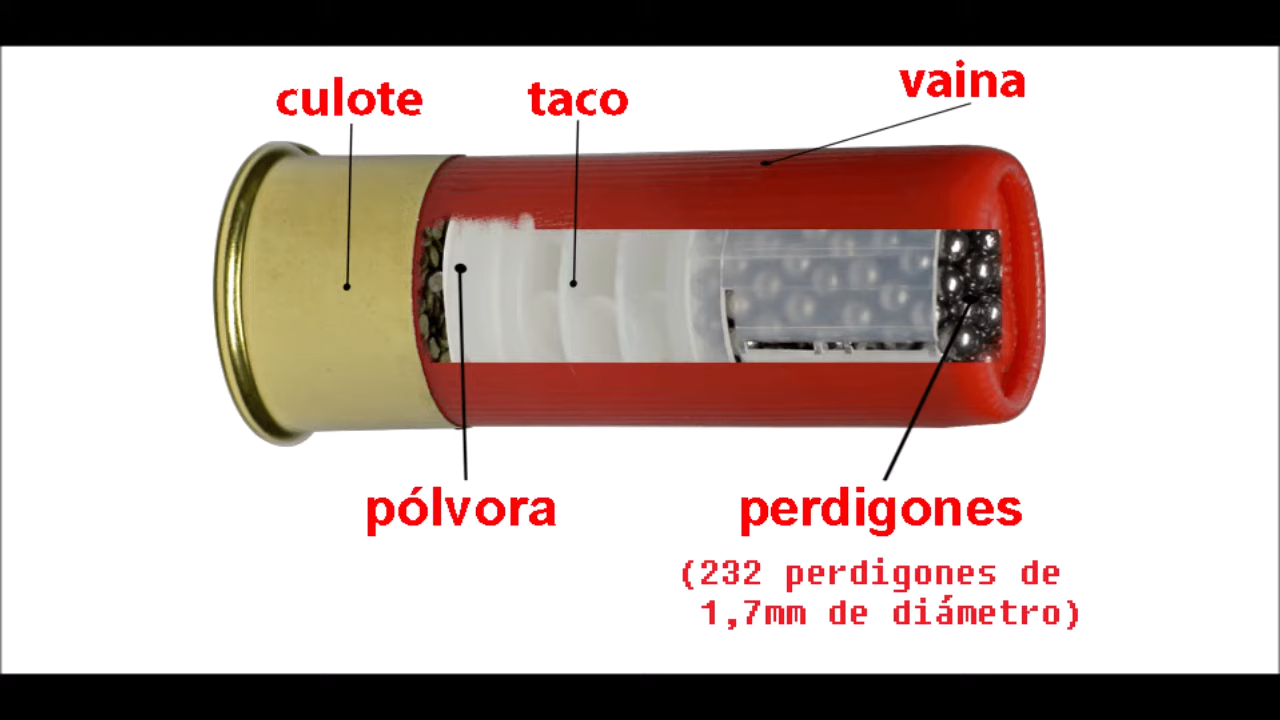 culote
taco
vaina
pólvora
perdigones
(232 perdigones de
1,7mm de diámetro)